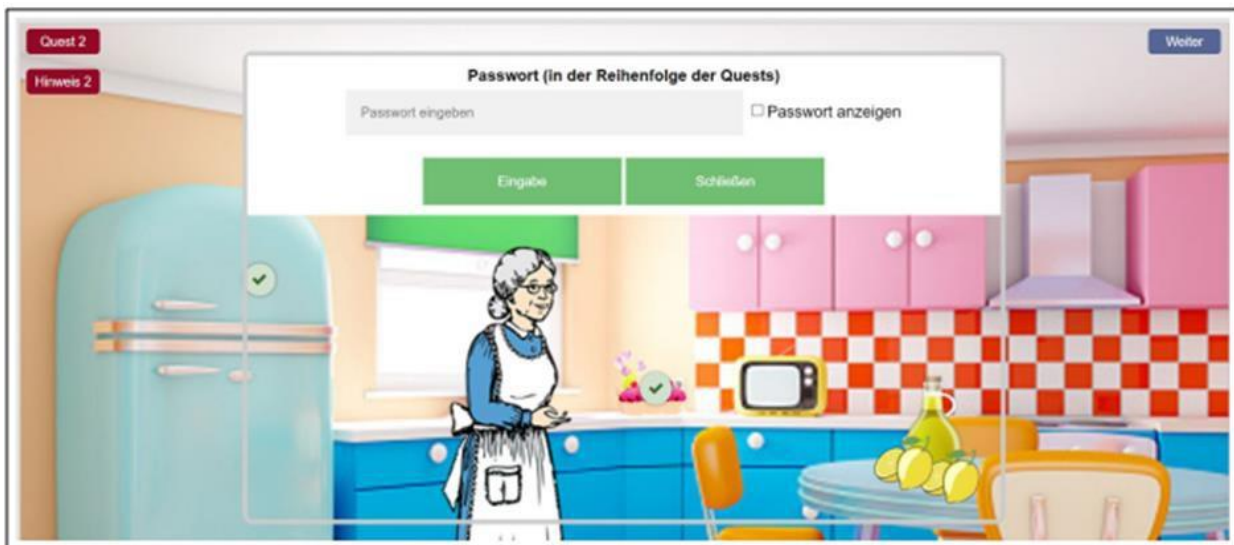 Quest 2
Weiter
Hinweis 2
Passwort (in der Reihenfolge der Quests)
Passwort eingeben
Passwort anzeigen
Eingabe
Schließen